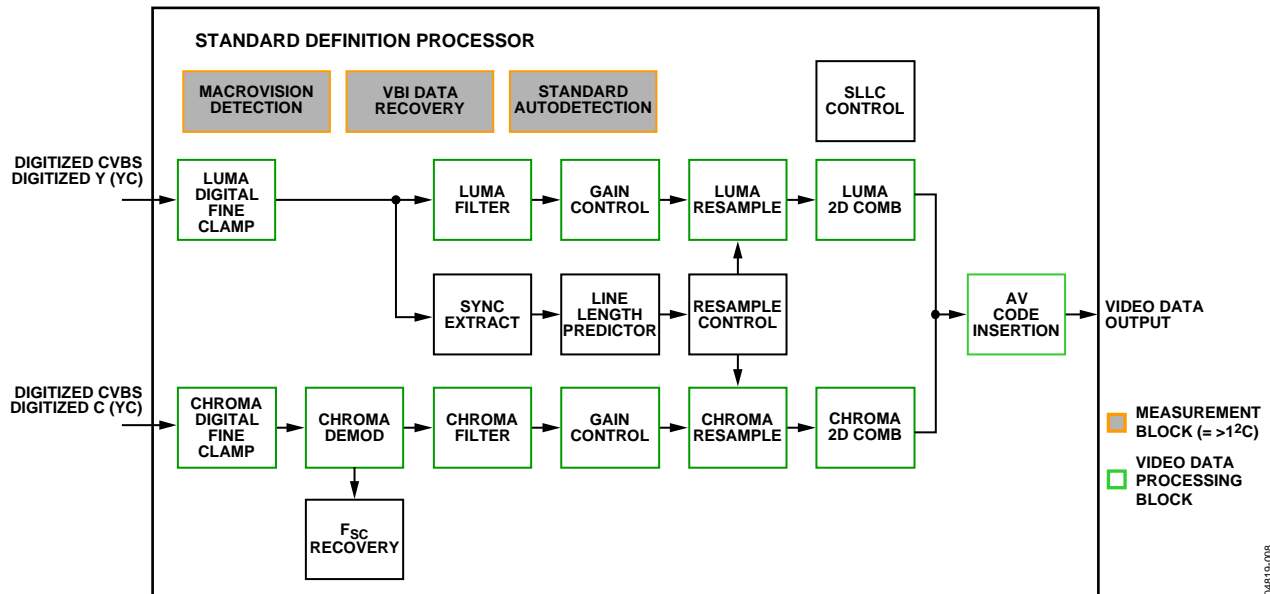 STANDARD DEFINITION PROCESSOR
MACROVISION
DETECTION
VBI DATA
RECOVERY
STANDARD
AUTODETECTION
SLLC
CONTROL
DIGITIZED CVBS
DIGITIZED Y (YC)
LUMA
DIGITAL
FINE
CLAMP
LUMA
FILTER
GAIN
CONTROL
LUMA
RESAMPLE
LUMA
2D COMB
SYNC
EXTRACT
LINE
LENGTH
PREDICTOR
RESAMPLE
CONTROL
AV
CODE
INSERTION
VIDEO DATA
OUTPUT
DIGITIZED CVBS
DIGITIZED C (YC)
CHROMA
DIGITAL
FINE
CLAMP
CHROMA
DEMOD
CHROMA
FILTER
GAIN
CONTROL
CHROMA
RESAMPLE
CHROMA
2D COMB
FSC
RECOVERY
MEASUREMENT
BLOCK (= >1²C)
VIDEO DATA
PROCESSING
BLOCK
04819-008